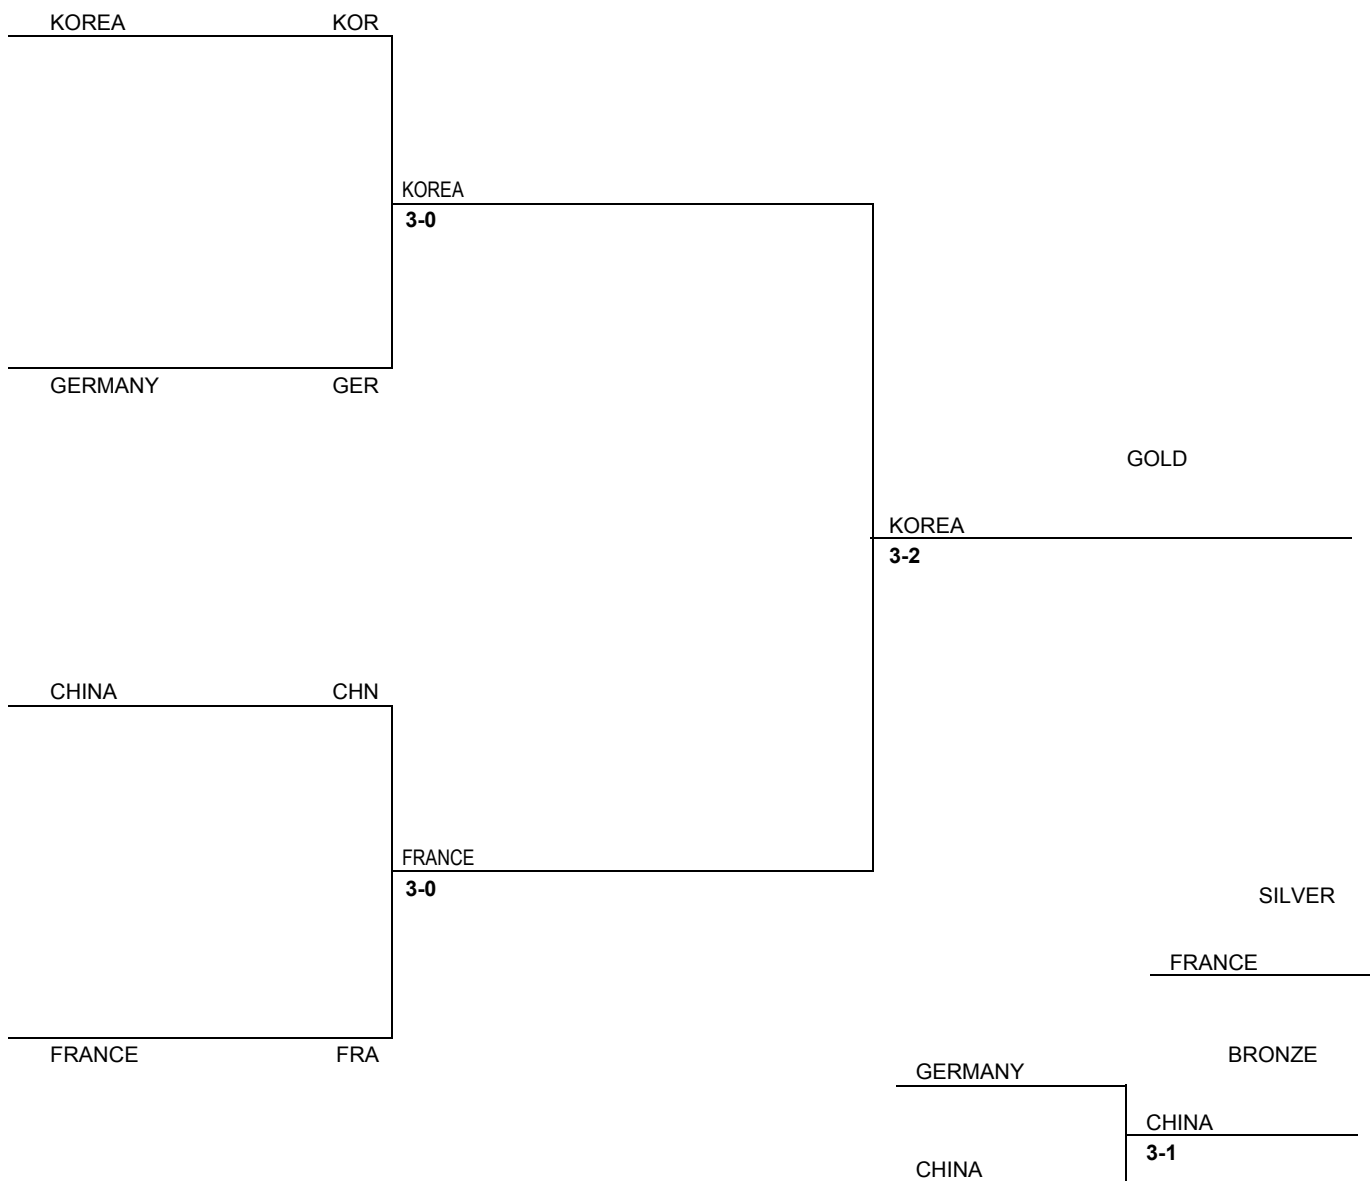 KOREA KOR
KOREA
3-0
GERMANY GER
GOLD
KOREA
3-2
CHINA CHN
FRANCE
3-0
SILVER
FRANCE
FRANCE FRA
BRONZE
GERMANY
CHINA
3-1
CHINA